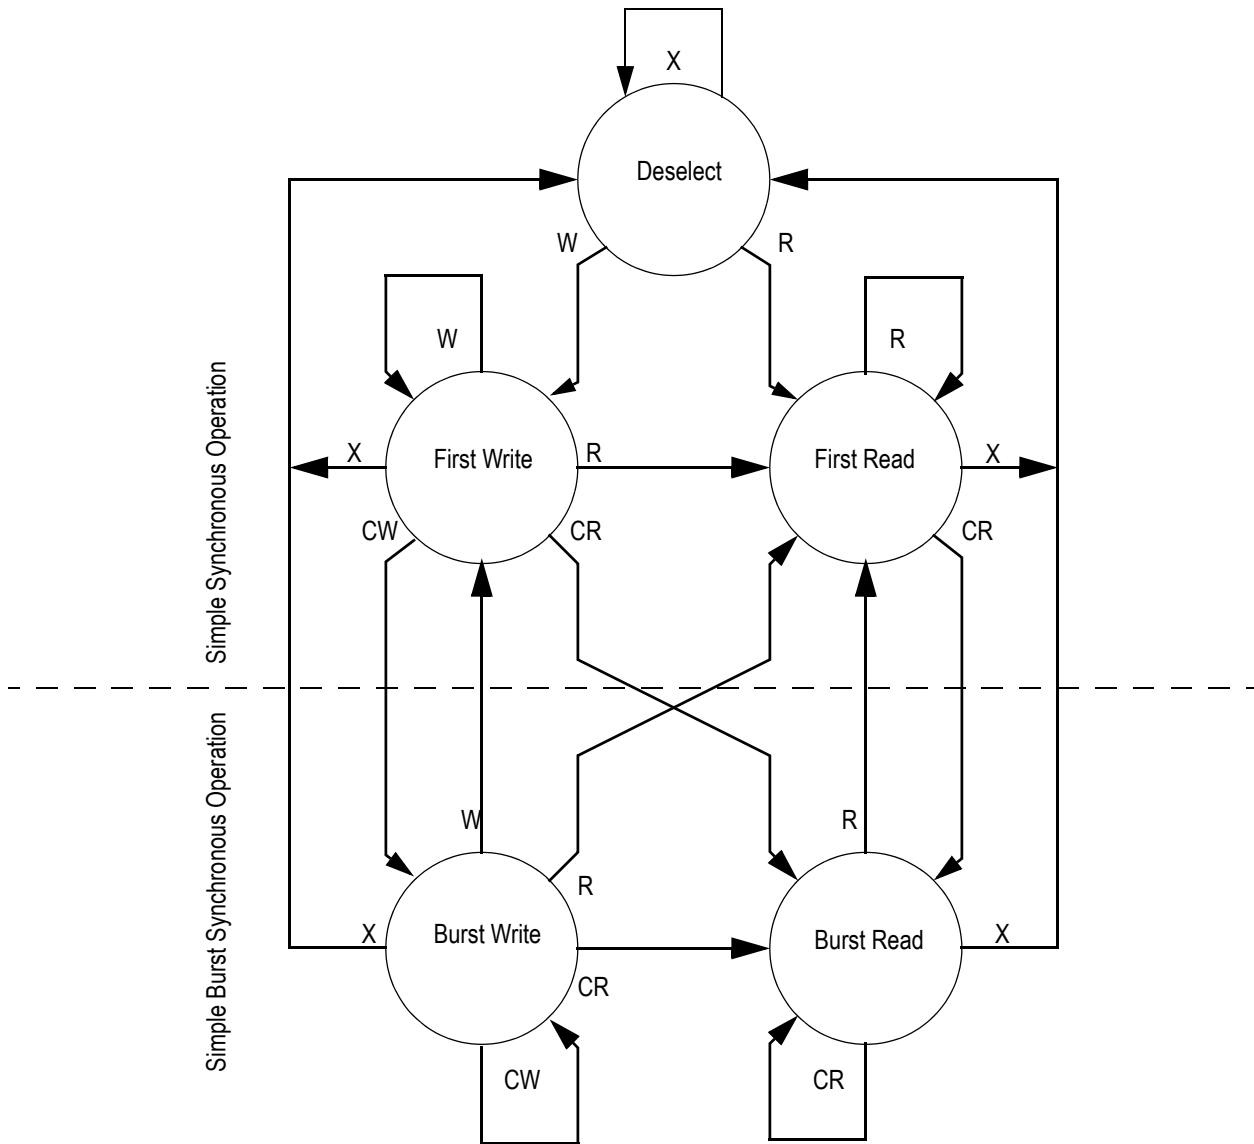 X
Deselect
W
R
W
R
Simple Synchronous Operation
X
First Write
R
First Read
X
CW
CR
CR
Simple Burst Synchronous Operation
W
R
R
X
Burst Write
Burst Read
X
CR
CW
CR